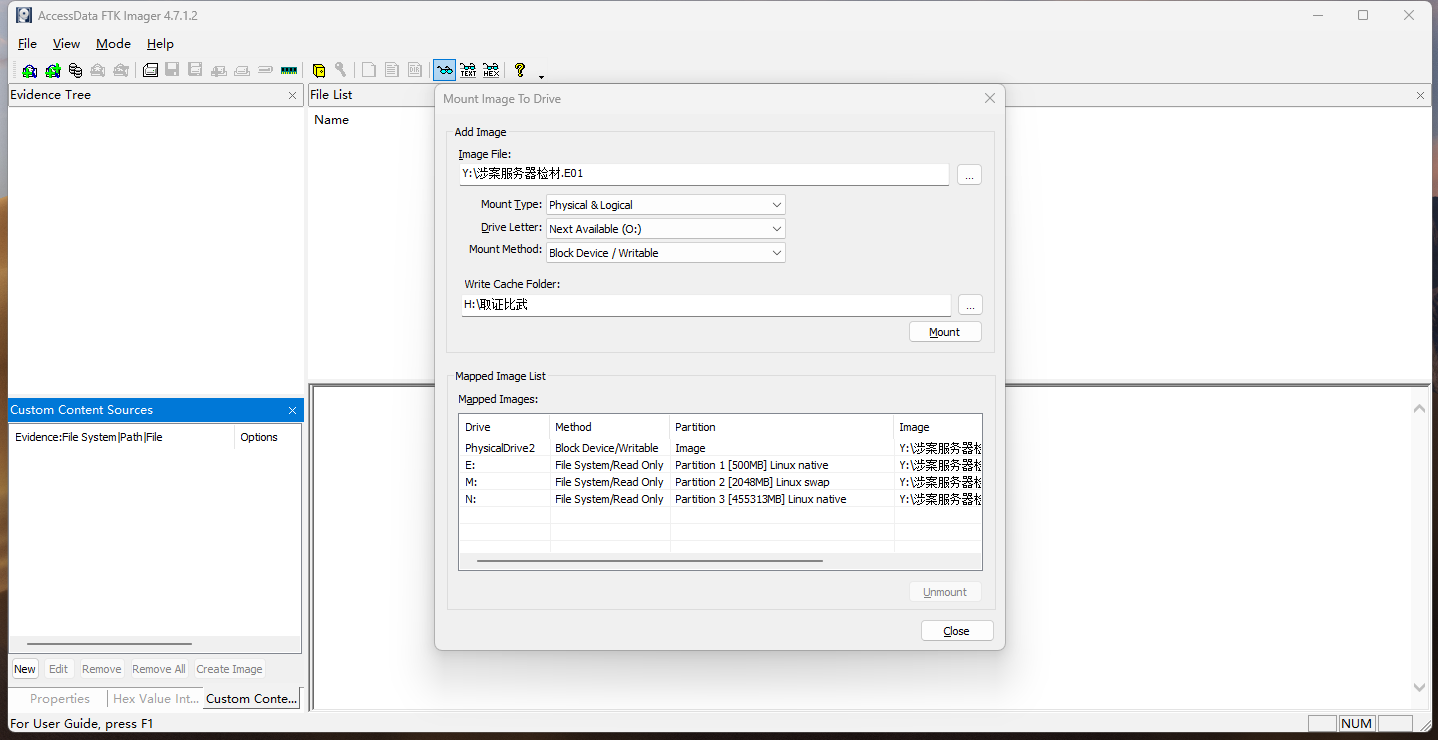 AccessData FTK Imager 4.7.1.2
File View Mode Help
TEXT HEX
Evidence Tree
File List
Name
Mount Image To Drive
Add Image
Image File:
Y:\涉案服务器检材.E01
...
Mount Type: Physical & Logical
Drive Letter: Next Available (O:)
Mount Method: Block Device / Writable
Write Cache Folder:
H:\取证比武
...
Mount
Mapped Image List
Mapped Images:
Drive Method Partition Image
PhysicalDrive2 Block Device/Writable Image Y:\涉案服务器检
E: File System/Read Only Partition 1 [500MB] Linux native Y:\涉案服务器检
M: File System/Read Only Partition 2 [2048MB] Linux swap Y:\涉案服务器检
N: File System/Read Only Partition 3 [455313MB] Linux native Y:\涉案服务器检
Unmount
Close
Custom Content Sources
Evidence:File System|Path|File Options
New Edit Remove Remove All Create Image
Properties Hex Value Int... Custom Conte...
For User Guide, press F1
NUM